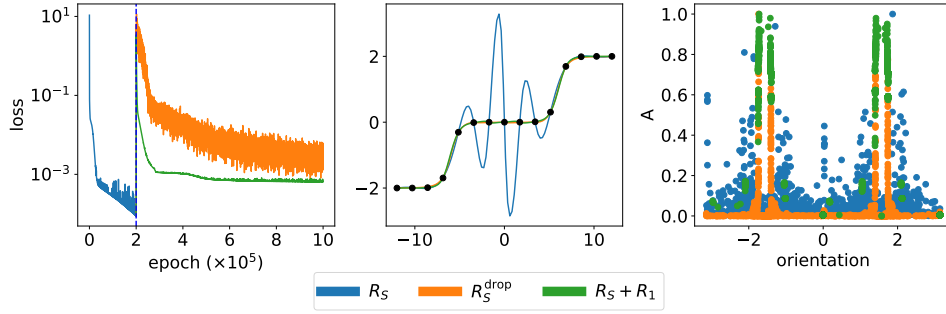 10^1
10^{-1}
10^{-3}
loss
0 2 4 6 8 10
epoch (×10^5)
2
0
−2
−10 0 10
1.0
0.8
0.6
0.4
0.2
0.0
A
−2 0 2
orientation
R_S R_S^{drop} R_S + R_1